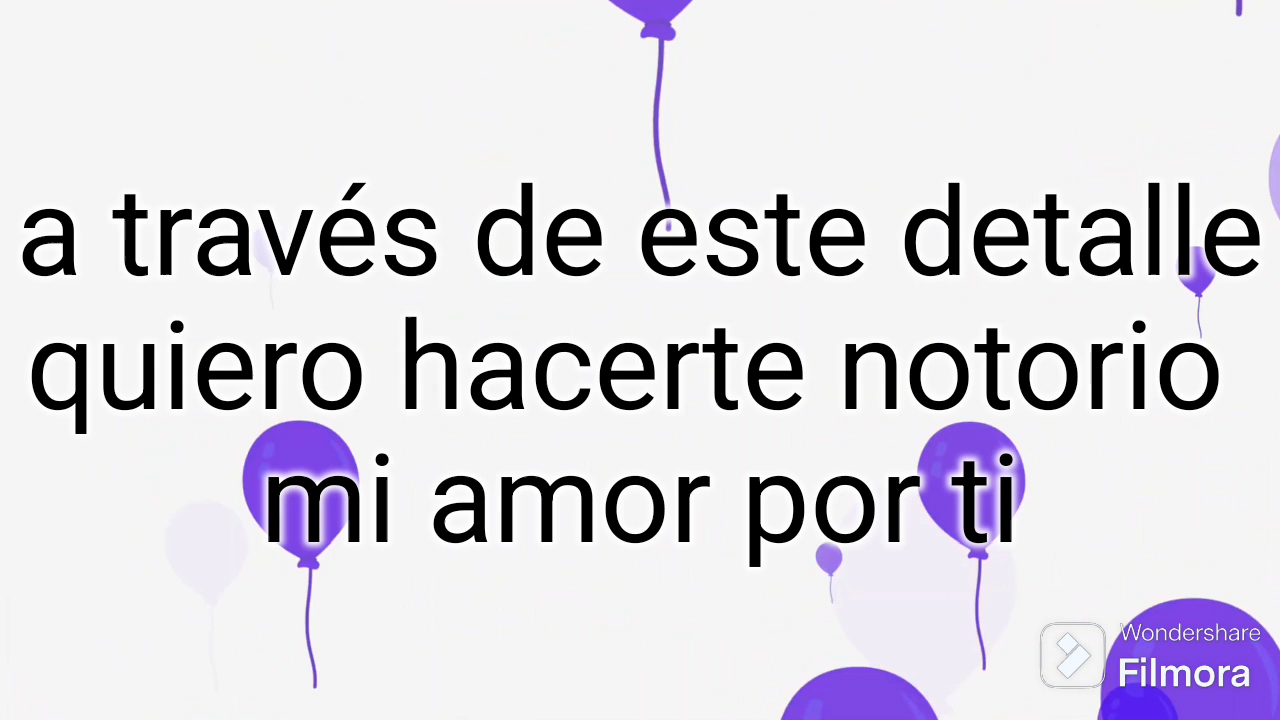 a través de este detalle
quiero hacerte notorio
mi amor por ti
Wondershare
Filmora